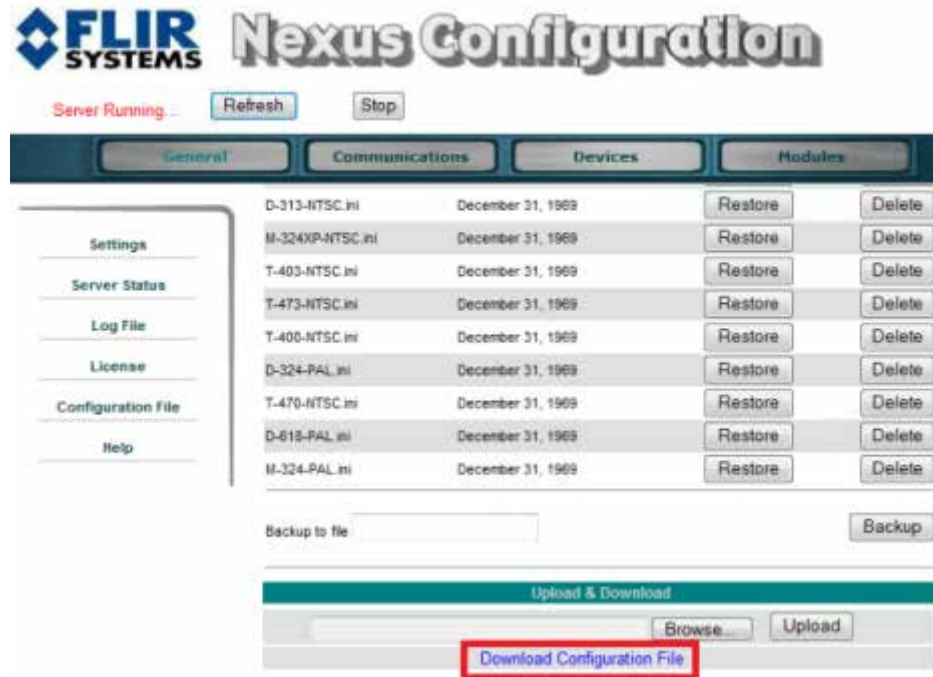 FLIR
SYSTEMS
Nexus Configuration
Server Running...
Refresh
Stop
General
Communications
Devices
Modules
Settings
Server Status
Log File
License
Configuration File
Help
D-313-NTSC.ini December 31, 1969 Restore Delete
M-324XP-NTSC.ini December 31, 1969 Restore Delete
T-403-NTSC.ini December 31, 1969 Restore Delete
T-473-NTSC.ini December 31, 1969 Restore Delete
T-400-NTSC.ini December 31, 1969 Restore Delete
D-324-PAL.ini December 31, 1969 Restore Delete
T-470-NTSC.ini December 31, 1969 Restore Delete
D-618-PAL.ini December 31, 1969 Restore Delete
M-324-PAL.ini December 31, 1969 Restore Delete
Backup to file
Backup
Upload & Download
Browse...
Upload
Download Configuration File